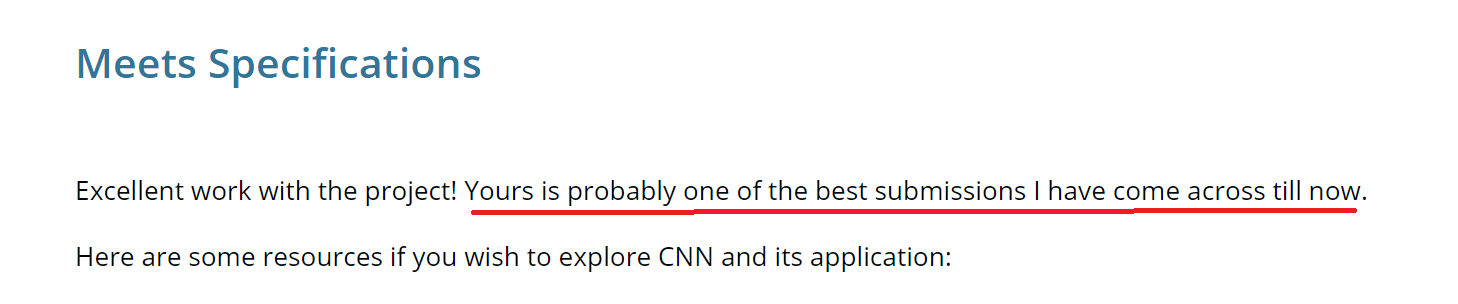 Meets Specifications
Excellent work with the project! Yours is probably one of the best submissions I have come across till now.
Here are some resources if you wish to explore CNN and its application: